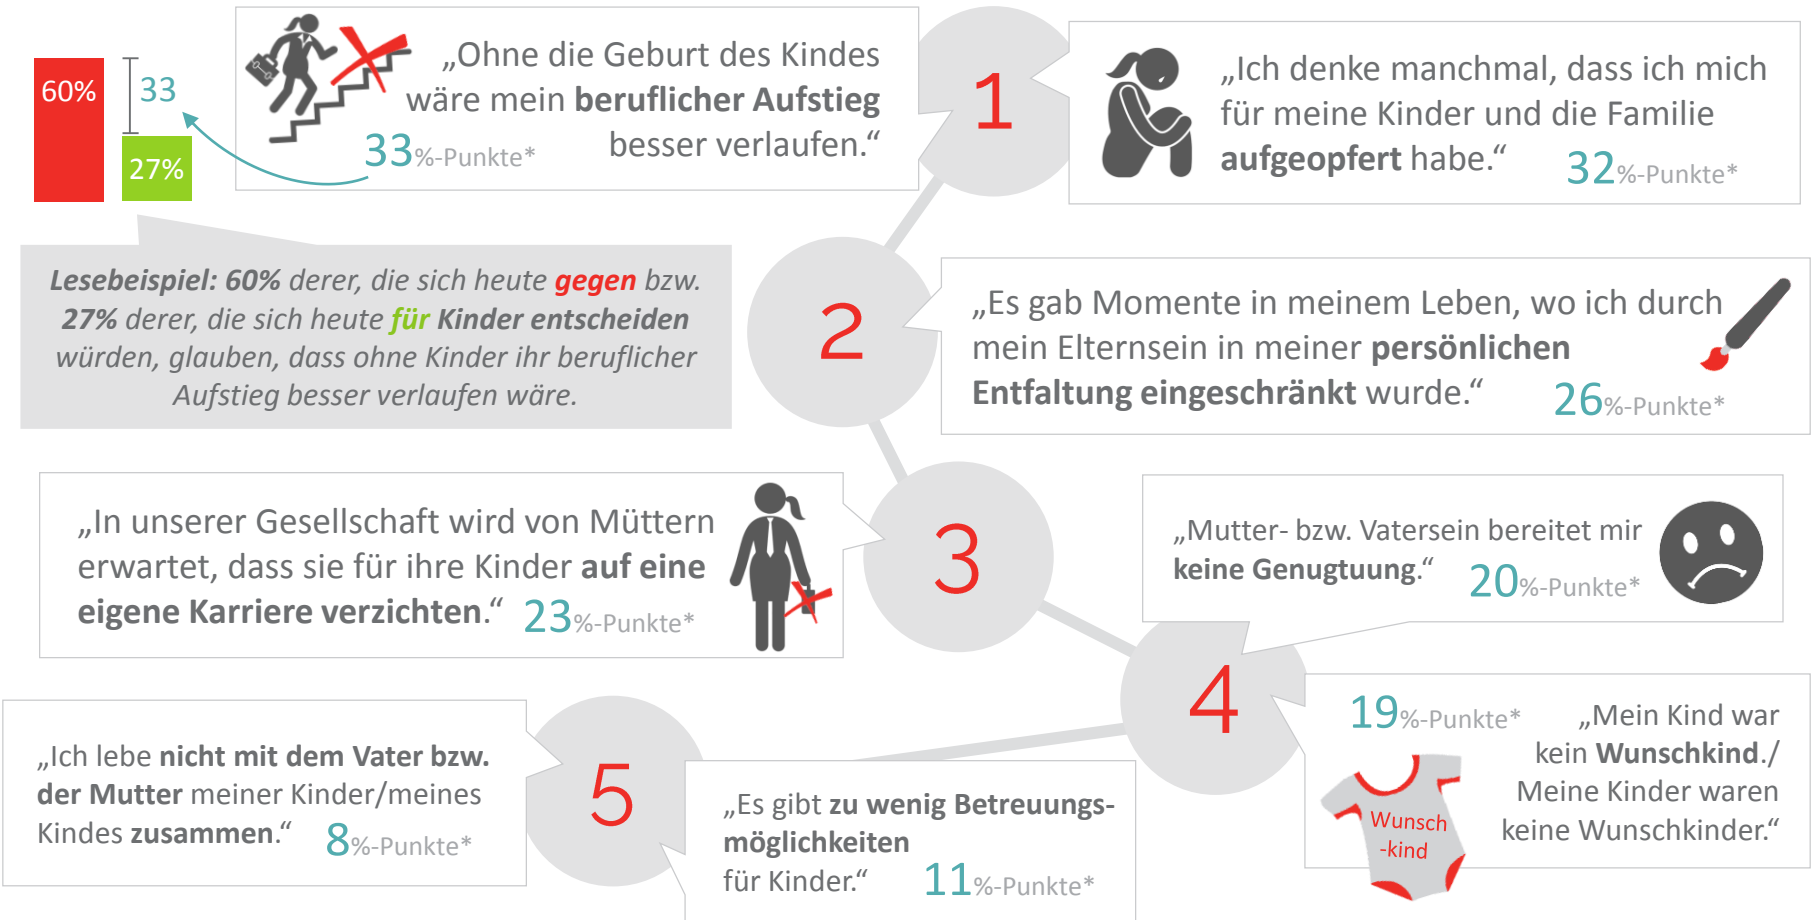 60%
33
27%
„Ohne die Geburt des Kindes
wäre mein beruflicher Aufstieg
besser verlaufen.“
33%-Punkte*
1
„Ich denke manchmal, dass ich mich
für meine Kinder und die Familie
aufgeopfert habe.“
32%-Punkte*
Lesebeispiel: 60% derer, die sich heute gegen bzw.
27% derer, die sich heute für Kinder entscheiden
würden, glauben, dass ohne Kinder ihr beruflicher
Aufstieg besser verlaufen wäre.
2
„Es gab Momente in meinem Leben, wo ich durch
mein Elternsein in meiner persönlichen
Entfaltung eingeschränkt wurde.“
26%-Punkte*
„In unserer Gesellschaft wird von Müttern
erwartet, dass sie für ihre Kinder auf eine
eigene Karriere verzichten.“
23%-Punkte*
3
„Mutter- bzw. Vatersein bereitet mir
keine Genugtuung.“
20%-Punkte*
4
19%-Punkte*
„Mein Kind war
kein Wunschkind./
Meine Kinder waren
keine Wunschkinder.“
Wunsch
-kind
„Ich lebe nicht mit dem Vater bzw.
der Mutter meiner Kinder/meines
Kindes zusammen.“
8%-Punkte*
5
„Es gibt zu wenig Betreuungs-
möglichkeiten
für Kinder.“
11%-Punkte*